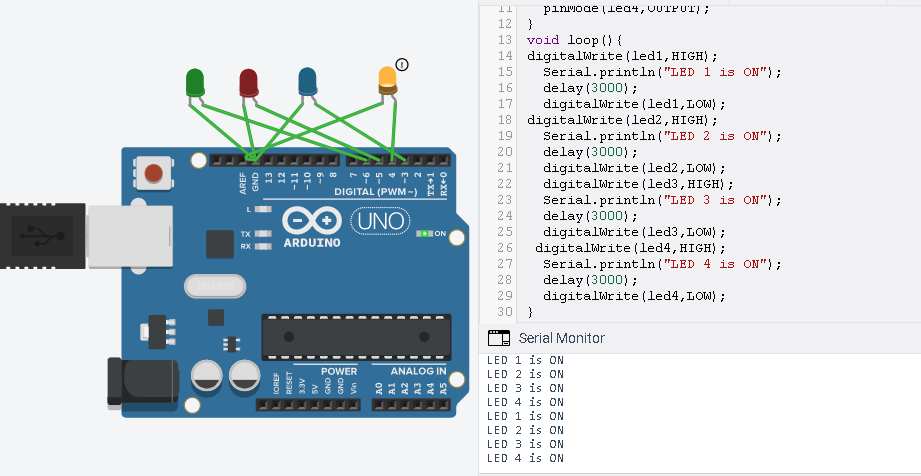 AREF
GND
13
12
~11
~10
~9
8
7
~6
~5
4
~3
2
TX→1
RX←0
DIGITAL (PWM~)
L
TX
RX
ARDUINO
UNO
ON
POWER
ANALOG IN
IOREF
RESET
3.3V
5V
GND
GND
Vin
A0
A1
A2
A3
A4
A5
11 pinMode(led4,OUTPUT);
12 }
13 void loop(){
14 digitalWrite(led1,HIGH);
15 Serial.println("LED 1 is ON");
16 delay(3000);
17 digitalWrite(led1,LOW);
18 digitalWrite(led2,HIGH);
19 Serial.println("LED 2 is ON");
20 delay(3000);
21 digitalWrite(led2,LOW);
22 digitalWrite(led3,HIGH);
23 Serial.println("LED 3 is ON");
24 delay(3000);
25 digitalWrite(led3,LOW);
26 digitalWrite(led4,HIGH);
27 Serial.println("LED 4 is ON");
28 delay(3000);
29 digitalWrite(led4,LOW);
30 }
Serial Monitor
LED 1 is ON
LED 2 is ON
LED 3 is ON
LED 4 is ON
LED 1 is ON
LED 2 is ON
LED 3 is ON
LED 4 is ON